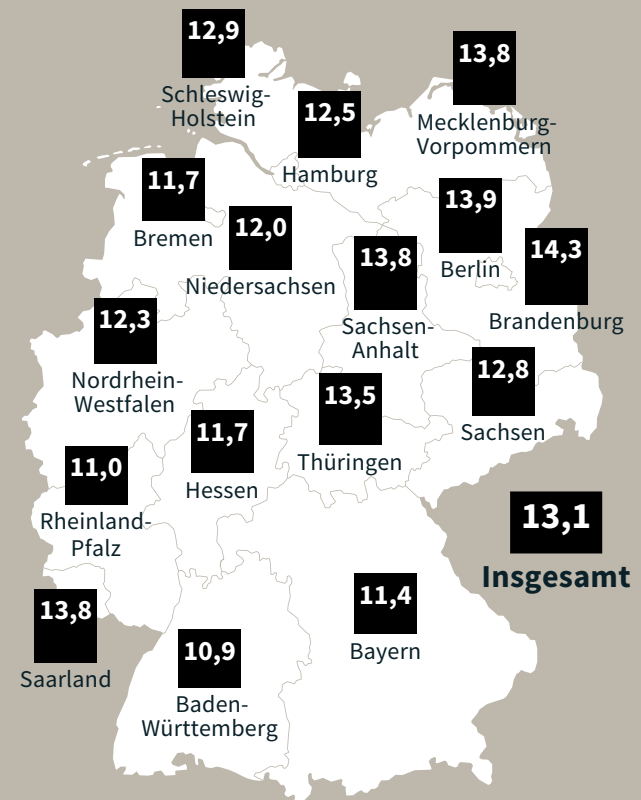 12,9
Schleswig-
Holstein
13,8
Mecklenburg-
Vorpommern
12,5
Hamburg
11,7
Bremen
12,0
Niedersachsen
13,9
Berlin
14,3
Brandenburg
13,8
Sachsen-
Anhalt
12,3
Nordrhein-
Westfalen
12,8
Sachsen
13,5
Thüringen
11,7
Hessen
11,0
Rheinland-
Pfalz
13,1
Insgesamt
13,8
Saarland
11,4
Bayern
10,9
Baden-
Württemberg